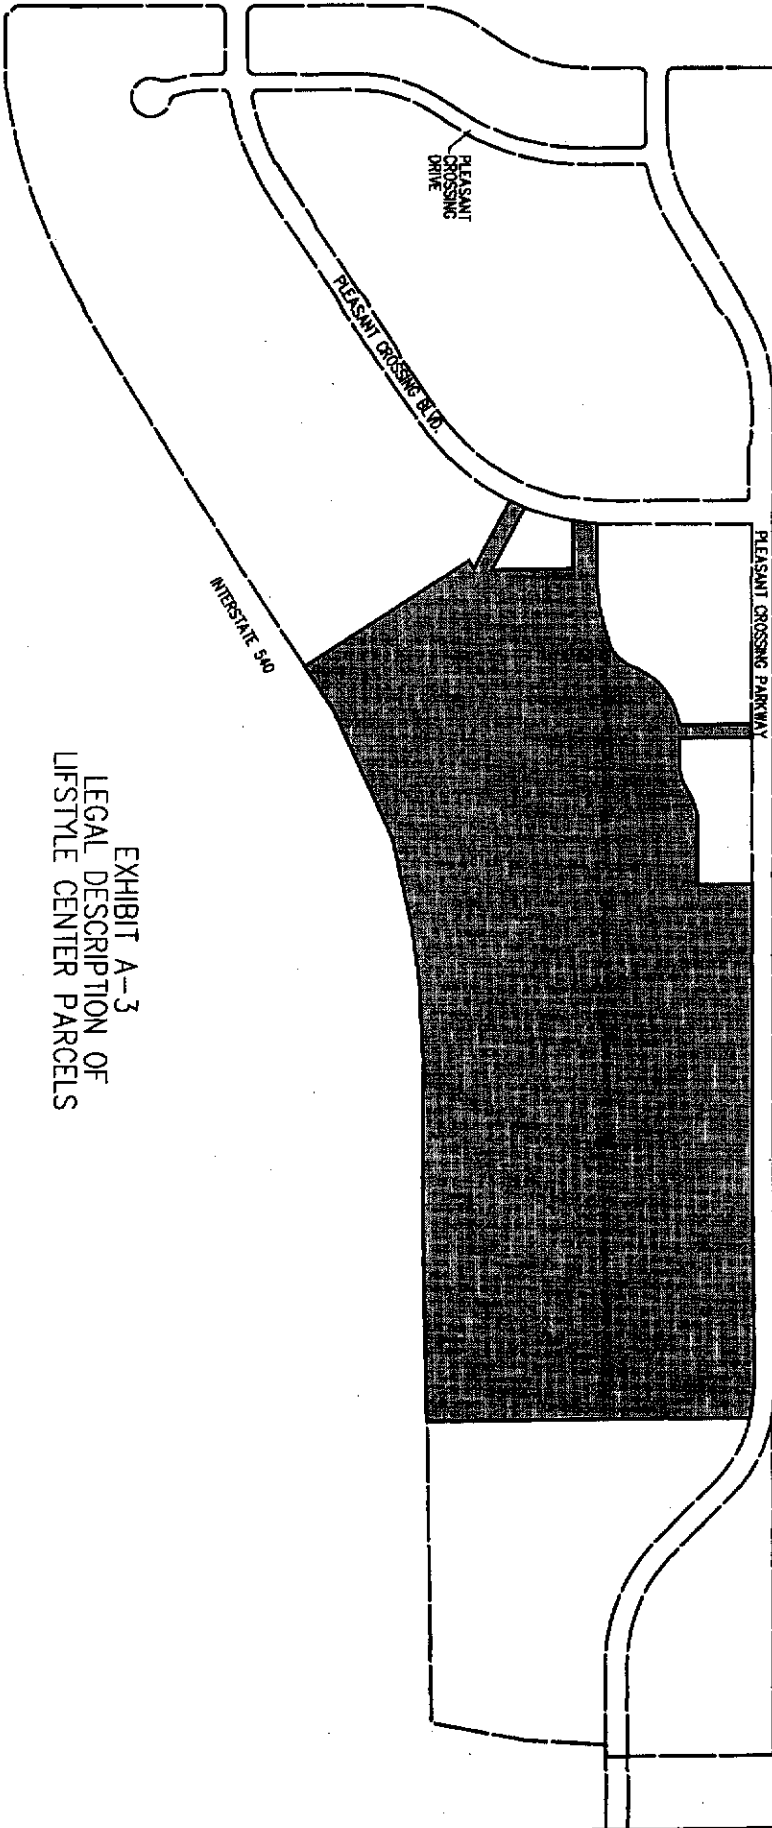 PLEASANT
CROSSING
DRIVE
PLEASANT CROSSING BLVD.
PLEASANT CROSSING PARKWAY
INTERSTATE 540
EXHIBIT A-3
LEGAL DESCRIPTION OF
LIFSTYLE CENTER PARCELS